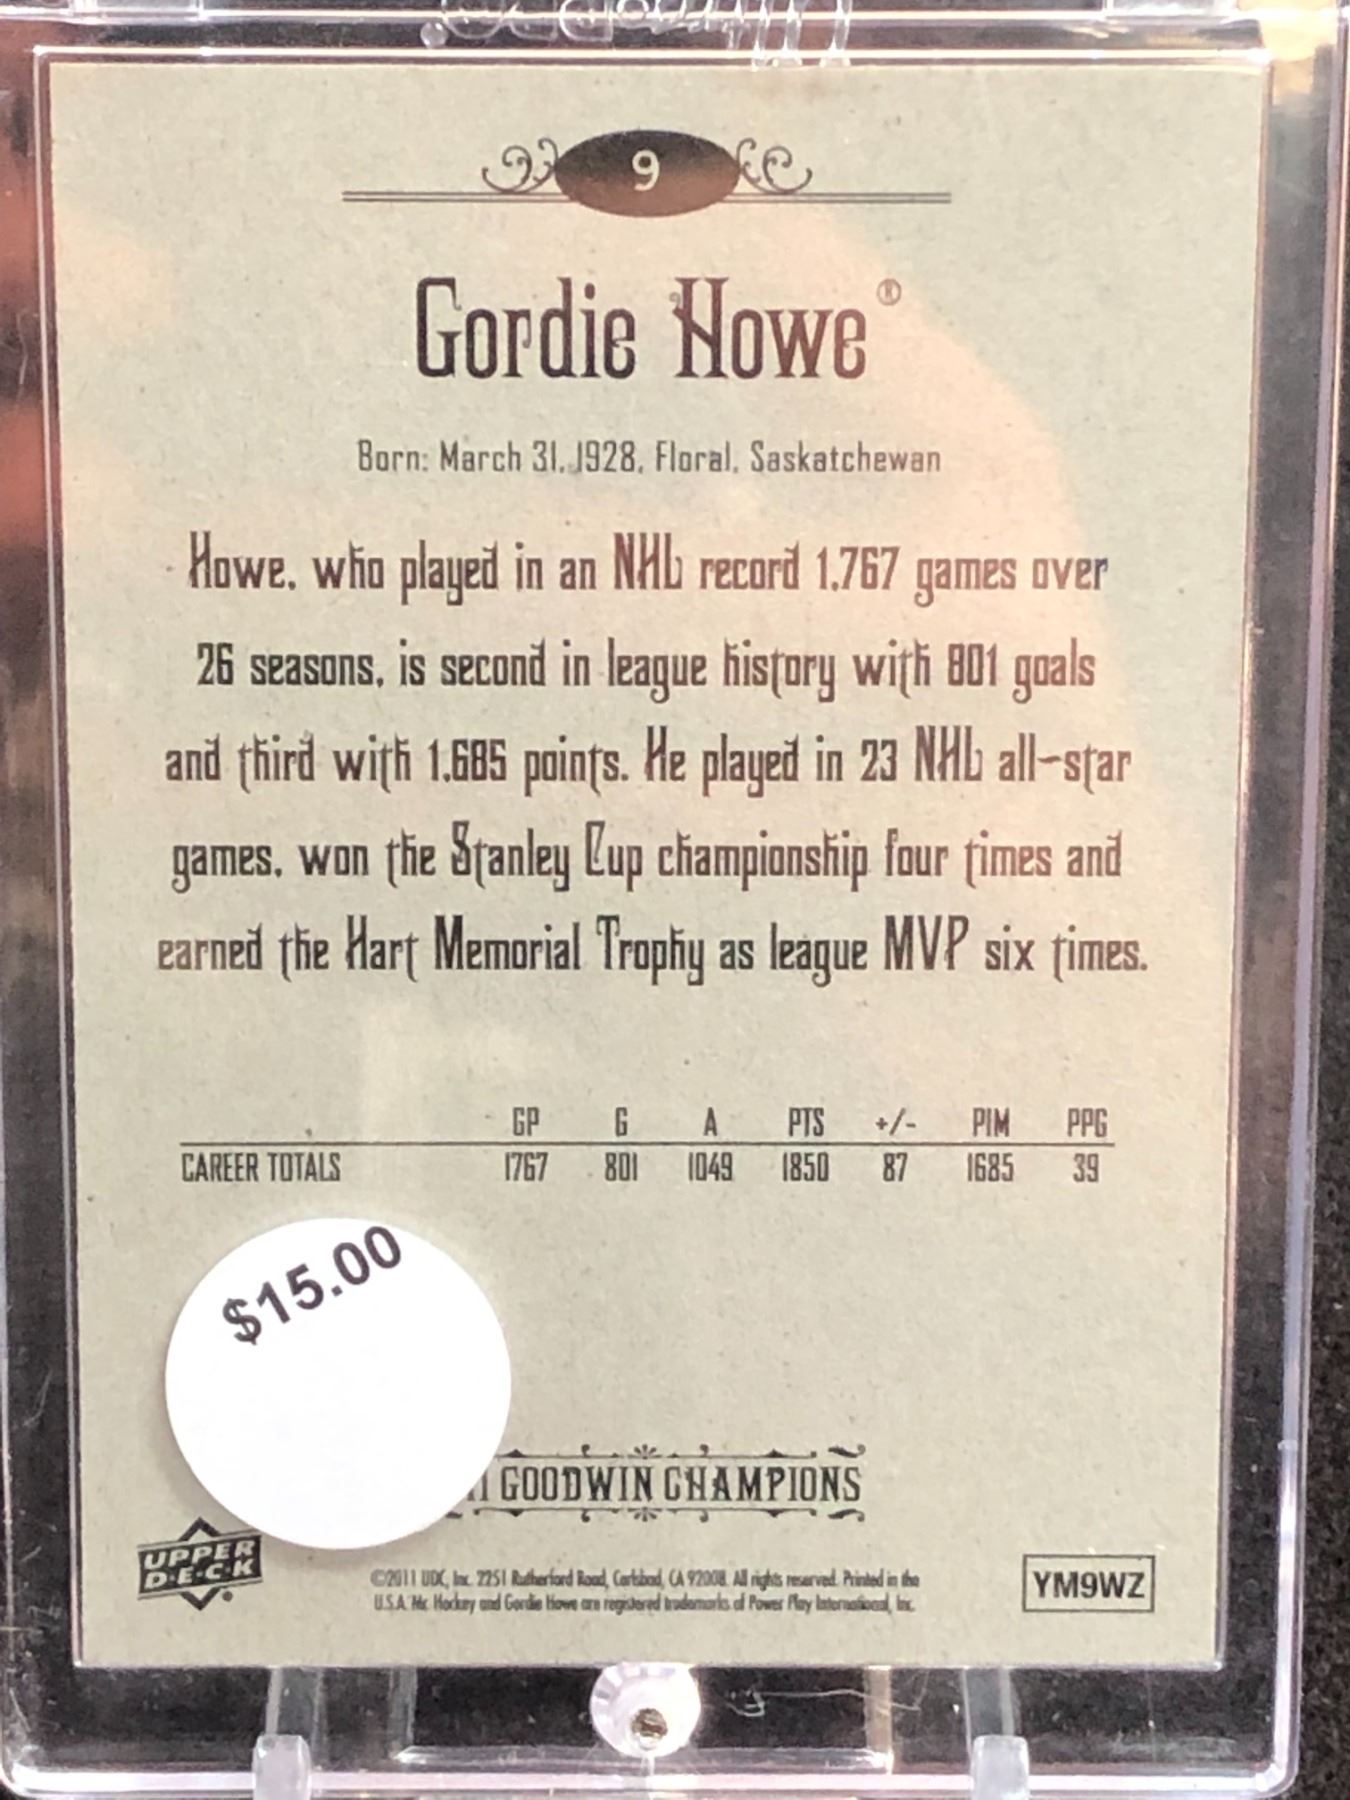 9
Gordie Howe®
Born: March 31, 1928, Floral, Saskatchewan
Howe, who played in an NHL record 1,767 games over
26 seasons, is second in league history with 801 goals
and third with 1,685 points. He played in 23 NHL all-star
games, won the Stanley Cup championship four times and
earned the Hart Memorial Trophy as league MVP six times.
GP G A PTS +/- PIM PPG
CAREER TOTALS 1767 801 1049 1850 87 1685 39
$15.00
GOODWIN CHAMPIONS
UPPER
D·E·C·K
©2011 UDC, Inc. 2251 Rutherford Road, Carlsbad, CA 92008. All rights reserved. Printed in the
U.S.A. Mr. Hockey and Gordie Howe are registered trademarks of Power Play International, Inc.
YM9WZ